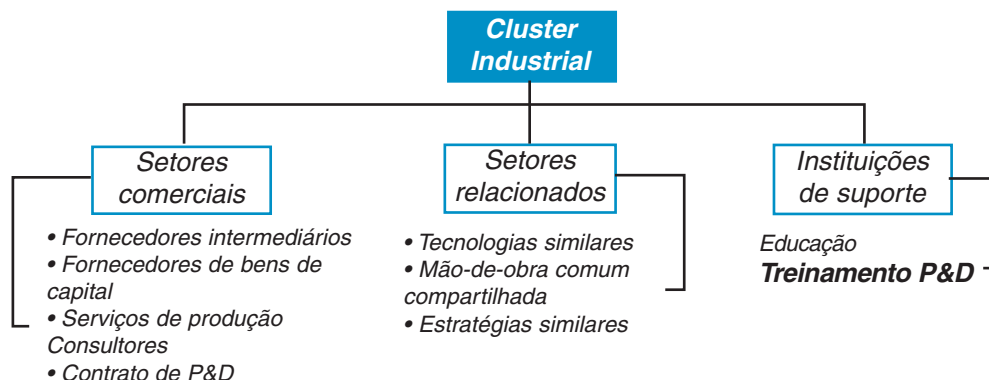 Cluster
Industrial
Setores
comerciais
• Fornecedores intermediários
• Fornecedores de bens de
capital
• Serviços de produção
Consultores
• Contrato de P&D
Setores
relacionados
• Tecnologias similares
• Mão-de-obra comum
compartilhada
• Estratégias similares
Instituições
de suporte
Educação
Treinamento P&D